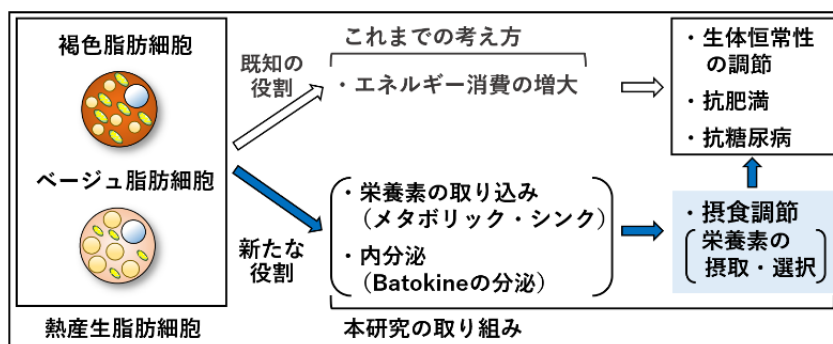 褐色脂肪細胞
ベージュ脂肪細胞
熱産生脂肪細胞
既知の
役割
新たな
役割
これまでの考え方
・エネルギー消費の増大
・栄養素の取り込み
（メタボリック・シンク）
・内分泌
（Batokineの分泌）
本研究の取り組み
・生体恒常性
の調節
・抗肥満
・抗糖尿病
・摂食調節
栄養素の
摂取・選択